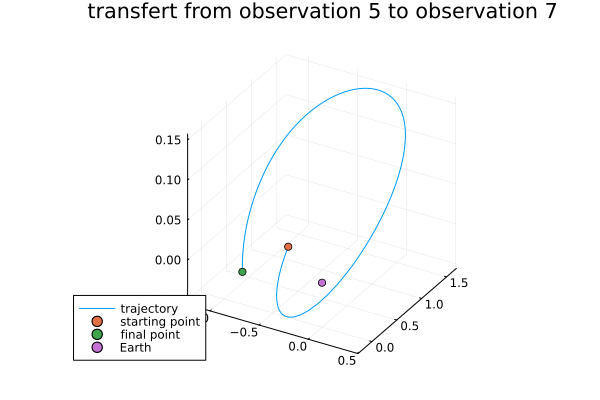 transfert from observation 5 to observation 7
0.15
0.10
0.05
0.00
1.5
1.0
0.5
0.0
−0.5
0.0
0.5
trajectory
starting point
final point
Earth